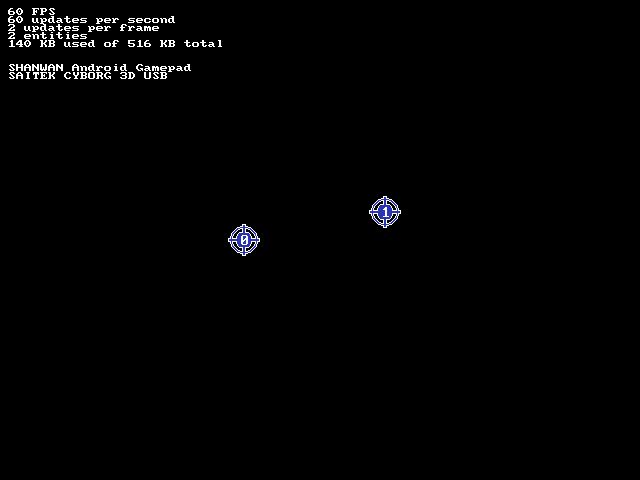 60 FPS
60 updates per second
2 updates per frame
2 entities
140 KB used of 516 KB total
SHANWAN Android Gamepad
SAITEK CYBORG 3D USB
1
0